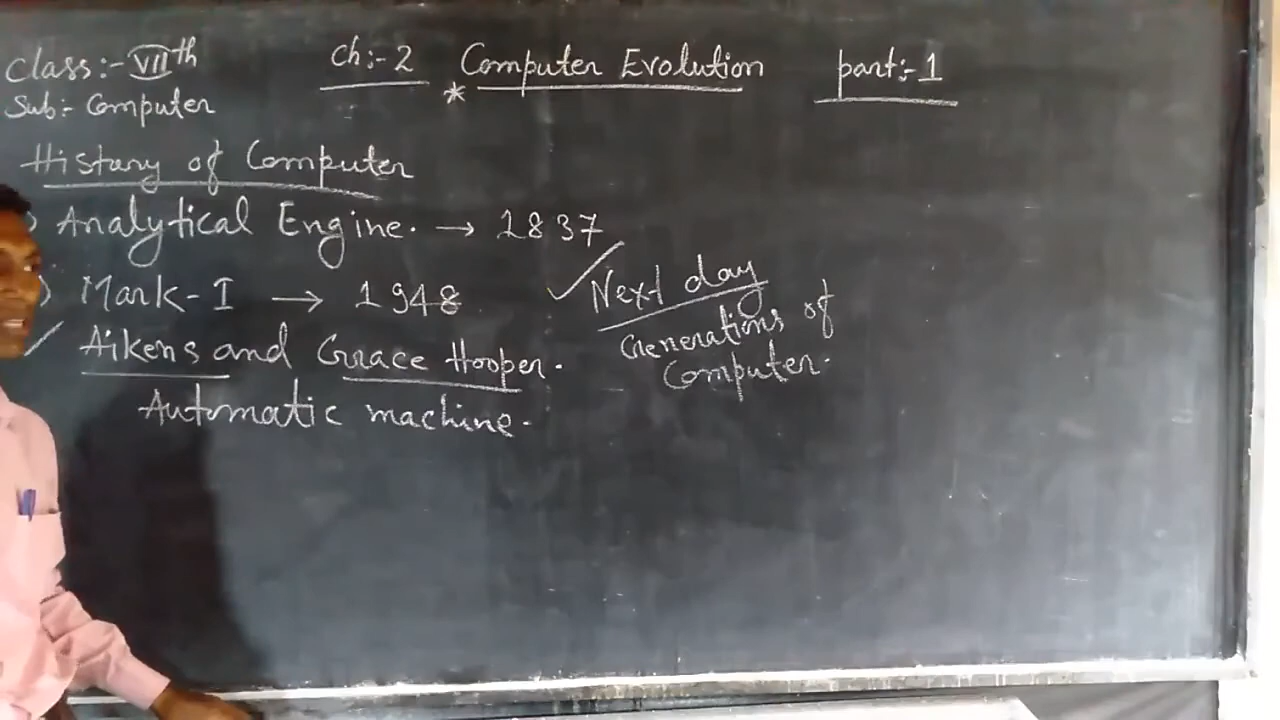 Class:- VIIth
Ch:- 2
* Computer Evolution
part:- 1
Sub:- Computer
History of Computer
Analytical Engine. → 1837
Mark-I → 1948
Aikens and Grace Hooper.
Automatic machine.
Next day
Generations of
Computer.